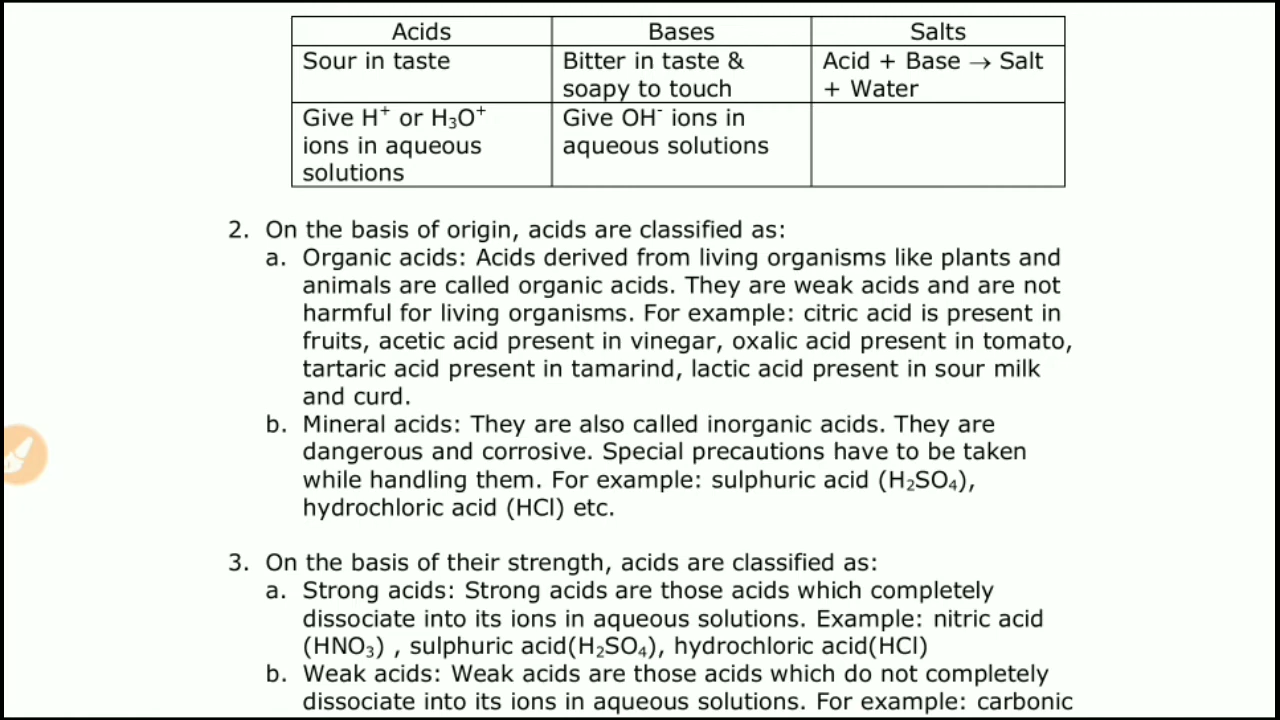 Acids Bases Salts
Sour in taste Bitter in taste & Acid + Base → Salt
soapy to touch + Water
Give H⁺ or H₃O⁺ Give OH⁻ ions in
ions in aqueous aqueous solutions
solutions
2. On the basis of origin, acids are classified as:
a. Organic acids: Acids derived from living organisms like plants and
animals are called organic acids. They are weak acids and are not
harmful for living organisms. For example: citric acid is present in
fruits, acetic acid present in vinegar, oxalic acid present in tomato,
tartaric acid present in tamarind, lactic acid present in sour milk
and curd.
b. Mineral acids: They are also called inorganic acids. They are
dangerous and corrosive. Special precautions have to be taken
while handling them. For example: sulphuric acid (H₂SO₄),
hydrochloric acid (HCl) etc.
3. On the basis of their strength, acids are classified as:
a. Strong acids: Strong acids are those acids which completely
dissociate into its ions in aqueous solutions. Example: nitric acid
(HNO₃) , sulphuric acid(H₂SO₄), hydrochloric acid(HCl)
b. Weak acids: Weak acids are those acids which do not completely
dissociate into its ions in aqueous solutions. For example: carbonic